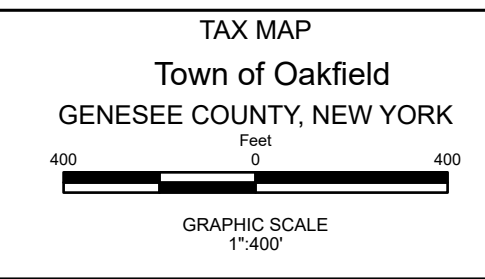 TAX MAP
Town of Oakfield
GENESEE COUNTY, NEW YORK
Feet
400 0 400
GRAPHIC SCALE
1":400'